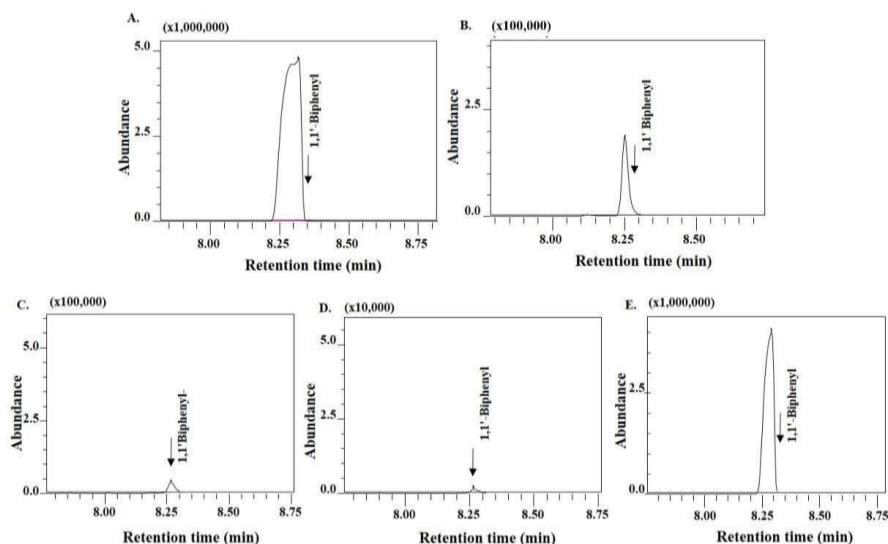 A.
(x1,000,000)
5.0
2.5
0.0
Abundance
1,1'-Biphenyl
8.00 8.25 8.50 8.75
Retention time (min)
B.
(x100,000)
2.5
0.0
Abundance
1,1' Biphenyl
8.00 8.25 8.50
Retention time (min)
C.
(x100,000)
5.0
2.5
0.0
Abundance
1,1'Biphenyl-
8.00 8.25 8.50 8.75
Retention time (min)
D.
(x10,000)
5.0
2.5
0.0
Abundance
1,1'-Biphenyl
8.00 8.25 8.50 8.75
Retention time (min)
E.
(x1,000,000)
2.5
0.0
Abundance
1,1'-Biphenyl
8.00 8.25 8.50 8.75
Retention time (min)